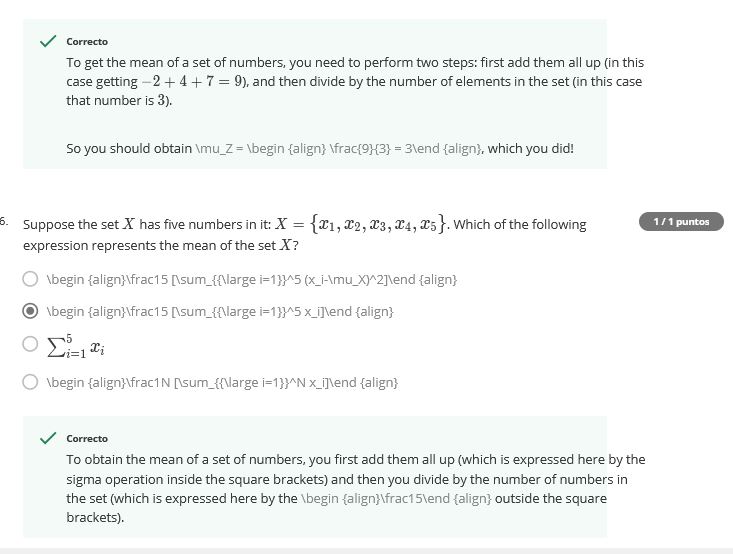 Correcto
To get the mean of a set of numbers, you need to perform two steps: first add them all up (in this
case getting −2 + 4 + 7 = 9), and then divide by the number of elements in the set (in this case
that number is 3).
So you should obtain \mu_Z = \begin {align} \frac{9}{3} = 3\end {align}, which you did!
6. Suppose the set X has five numbers in it: X = {x₁, x₂, x₃, x₄, x₅}. Which of the following
1 / 1 puntos
expression represents the mean of the set X?
\begin {align}\frac15 [\sum_{{\large i=1}}^5 (x_i-\mu_X)^2]\end {align}
\begin {align}\frac15 [\sum_{{\large i=1}}^5 x_i]\end {align}
∑⁵ᵢ₌₁ xᵢ
\begin {align}\frac1N [\sum_{{\large i=1}}^N x_i]\end {align}
Correcto
To obtain the mean of a set of numbers, you first add them all up (which is expressed here by the
sigma operation inside the square brackets) and then you divide by the number of numbers in
the set (which is expressed here by the \begin {align}\frac15\end {align} outside the square
brackets).